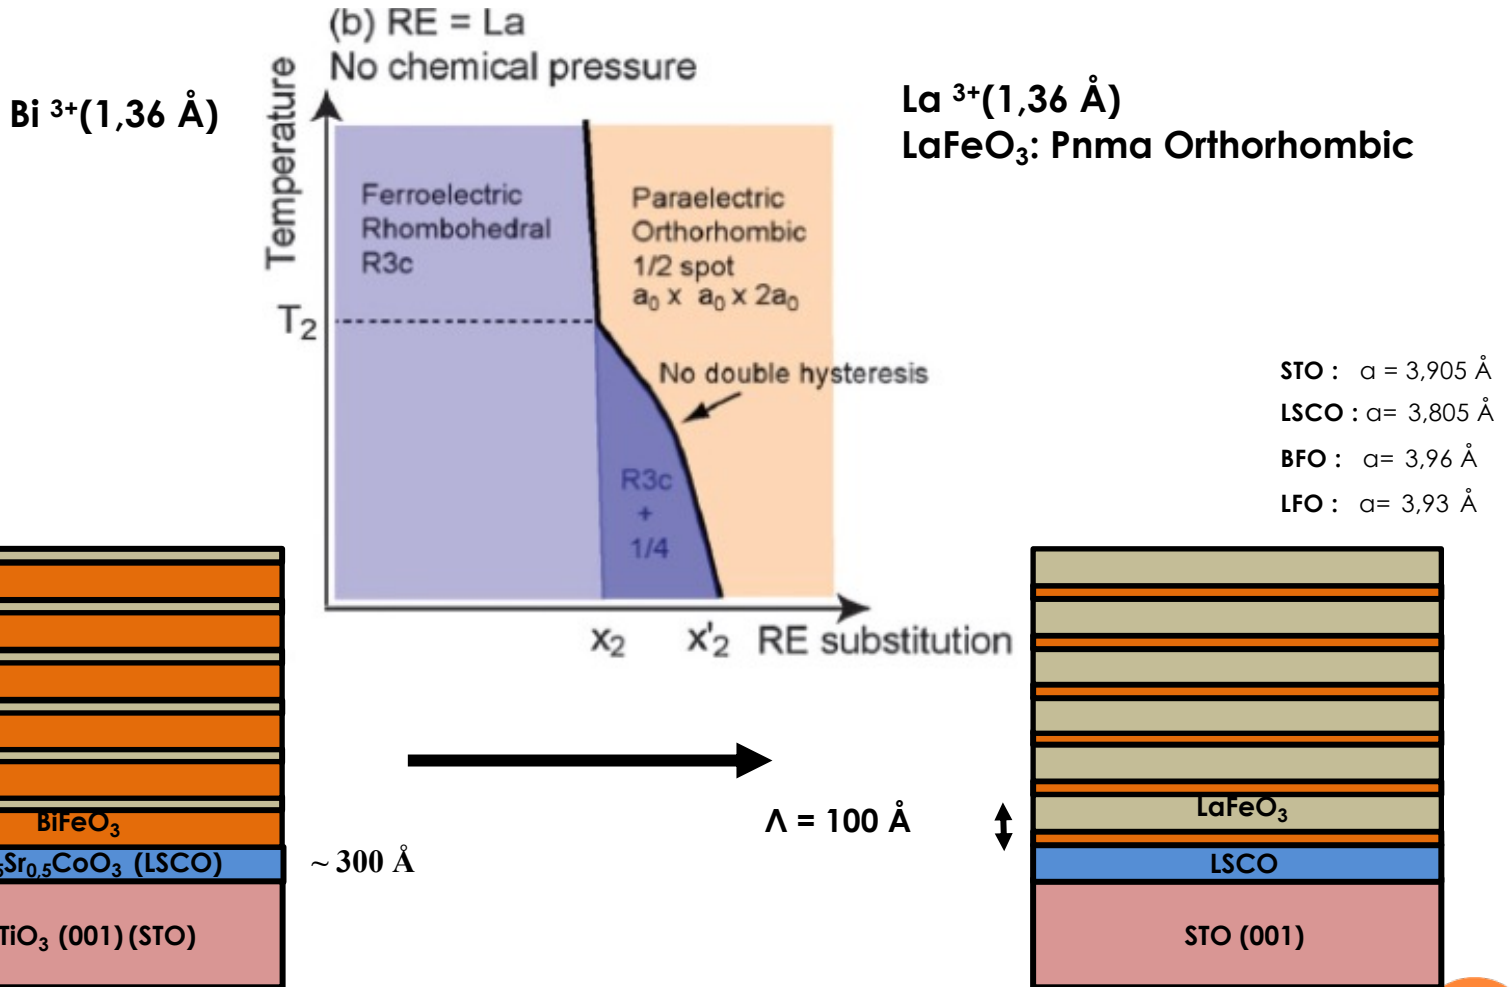 (b) RE = La
No chemical pressure
Bi ³⁺(1,36 Å)
La ³⁺(1,36 Å)
LaFeO₃: Pnma Orthorhombic
Temperature
Ferroelectric
Rhombohedral
R3c
Paraelectric
Orthorhombic
1/2 spot
a₀ x a₀ x 2a₀
T₂
No double hysteresis
R3c
+
1/4
x₂
x'₂
RE substitution
STO : a = 3,905 Å
LSCO : a= 3,805 Å
BFO : a= 3,96 Å
LFO : a= 3,93 Å
BiFeO₃
₅Sr₀,₅CoO₃ (LSCO)
TiO₃ (001) (STO)
~ 300 Å
Λ = 100 Å
LaFeO₃
LSCO
STO (001)